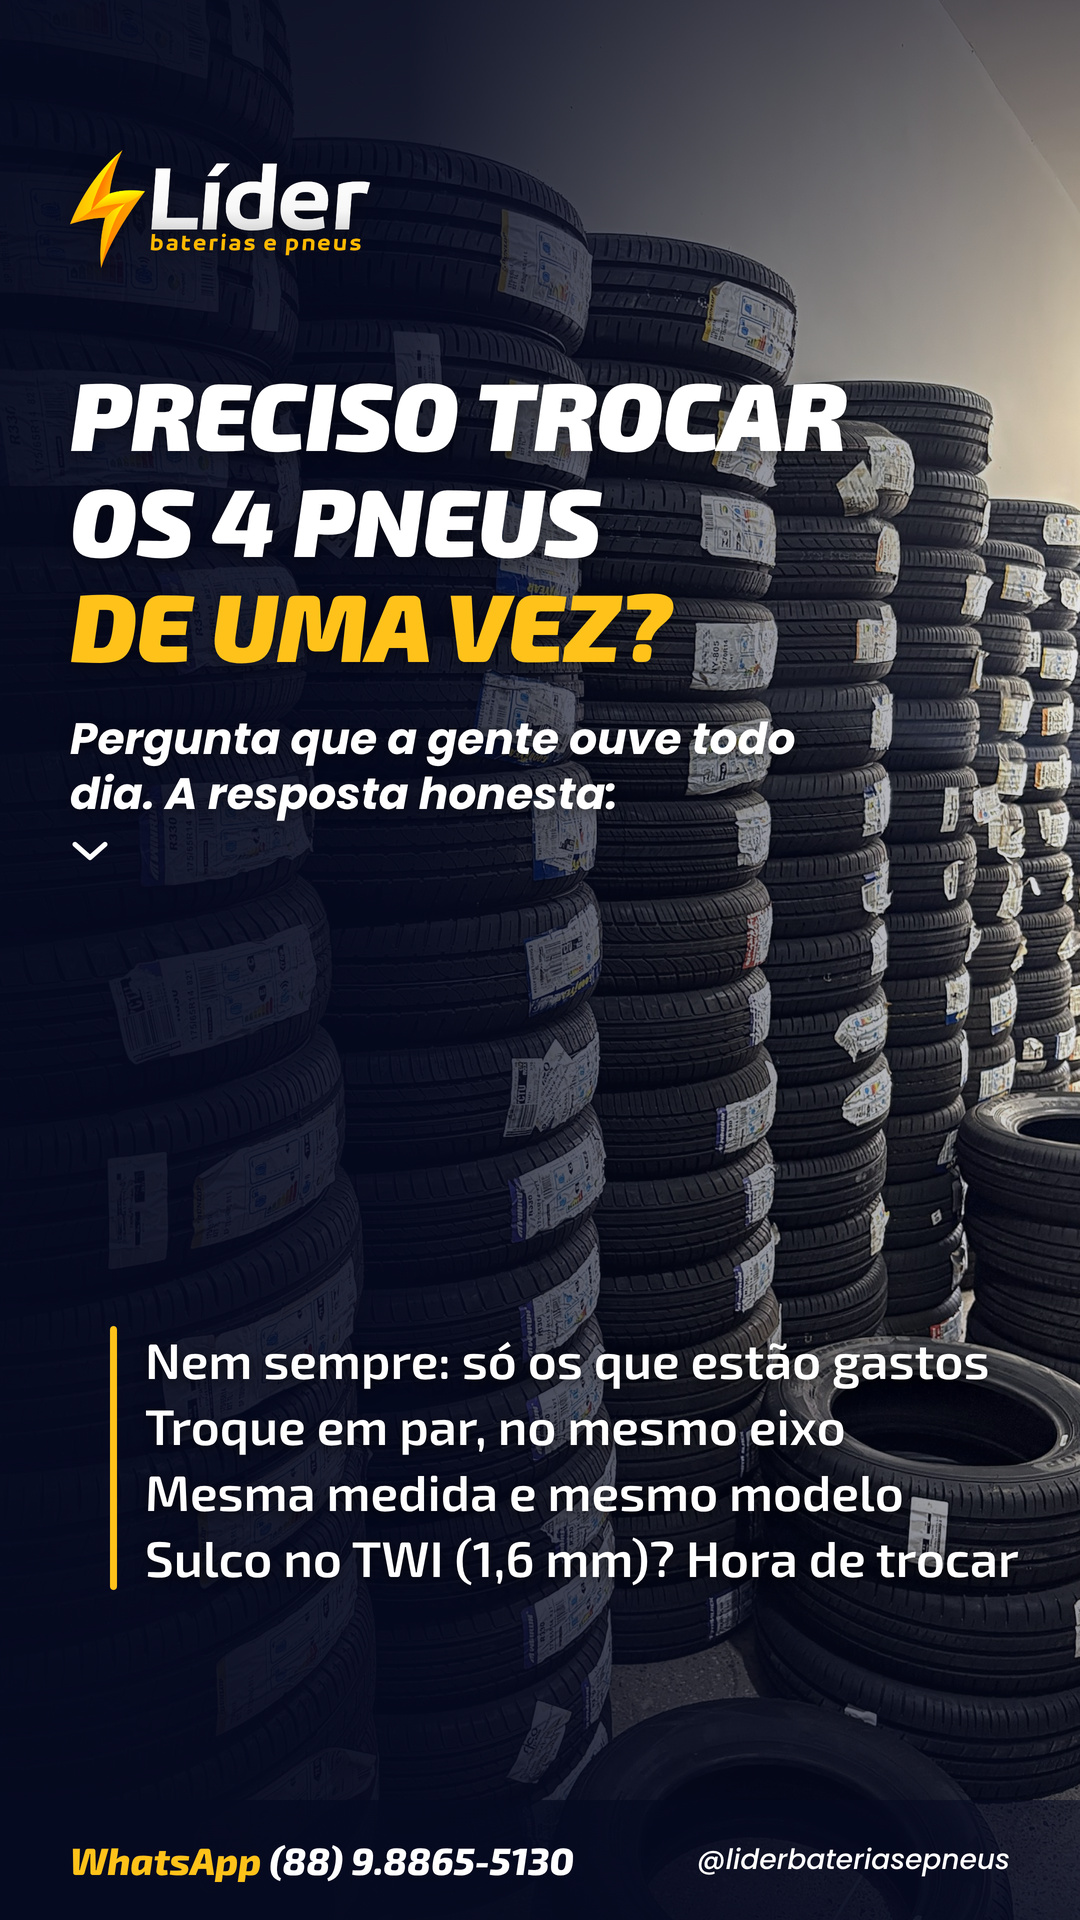 Líder
baterias e pneus
PRECISO TROCAR
OS 4 PNEUS
DE UMA VEZ?
Pergunta que a gente ouve todo
dia. A resposta honesta:
Nem sempre: só os que estão gastos
Troque em par, no mesmo eixo
Mesma medida e mesmo modelo
Sulco no TWI (1,6 mm)? Hora de trocar
WhatsApp (88) 9.8865-5130
@liderbateriasepneus